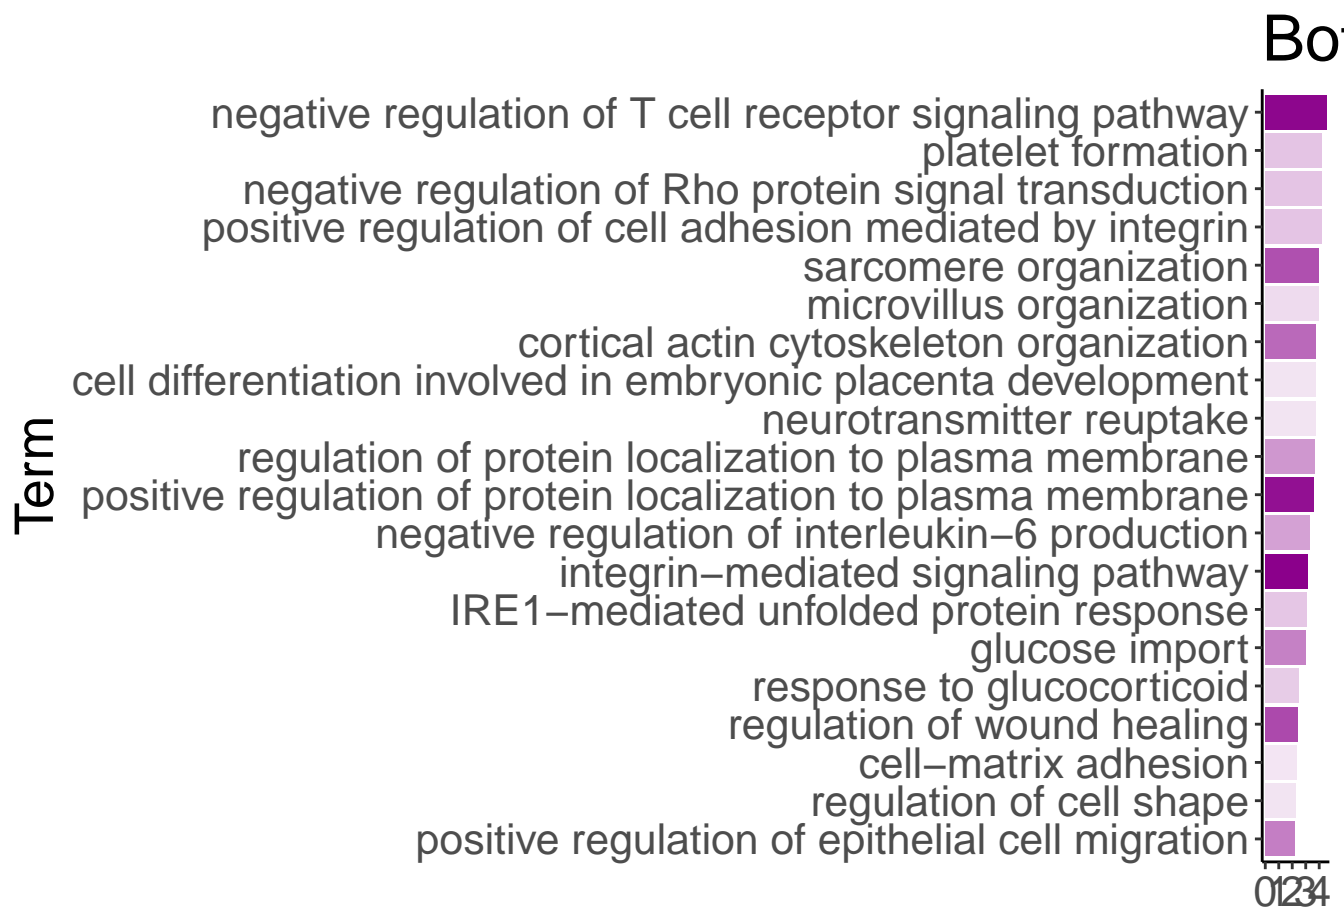 Bot
negative regulation of T cell receptor signaling pathway
platelet formation
negative regulation of Rho protein signal transduction
positive regulation of cell adhesion mediated by integrin
sarcomere organization
microvillus organization
cortical actin cytoskeleton organization
cell differentiation involved in embryonic placenta development
neurotransmitter reuptake
regulation of protein localization to plasma membrane
positive regulation of protein localization to plasma membrane
negative regulation of interleukin−6 production
integrin−mediated signaling pathway
IRE1−mediated unfolded protein response
glucose import
response to glucocorticoid
regulation of wound healing
cell−matrix adhesion
regulation of cell shape
positive regulation of epithelial cell migration
Term
01234